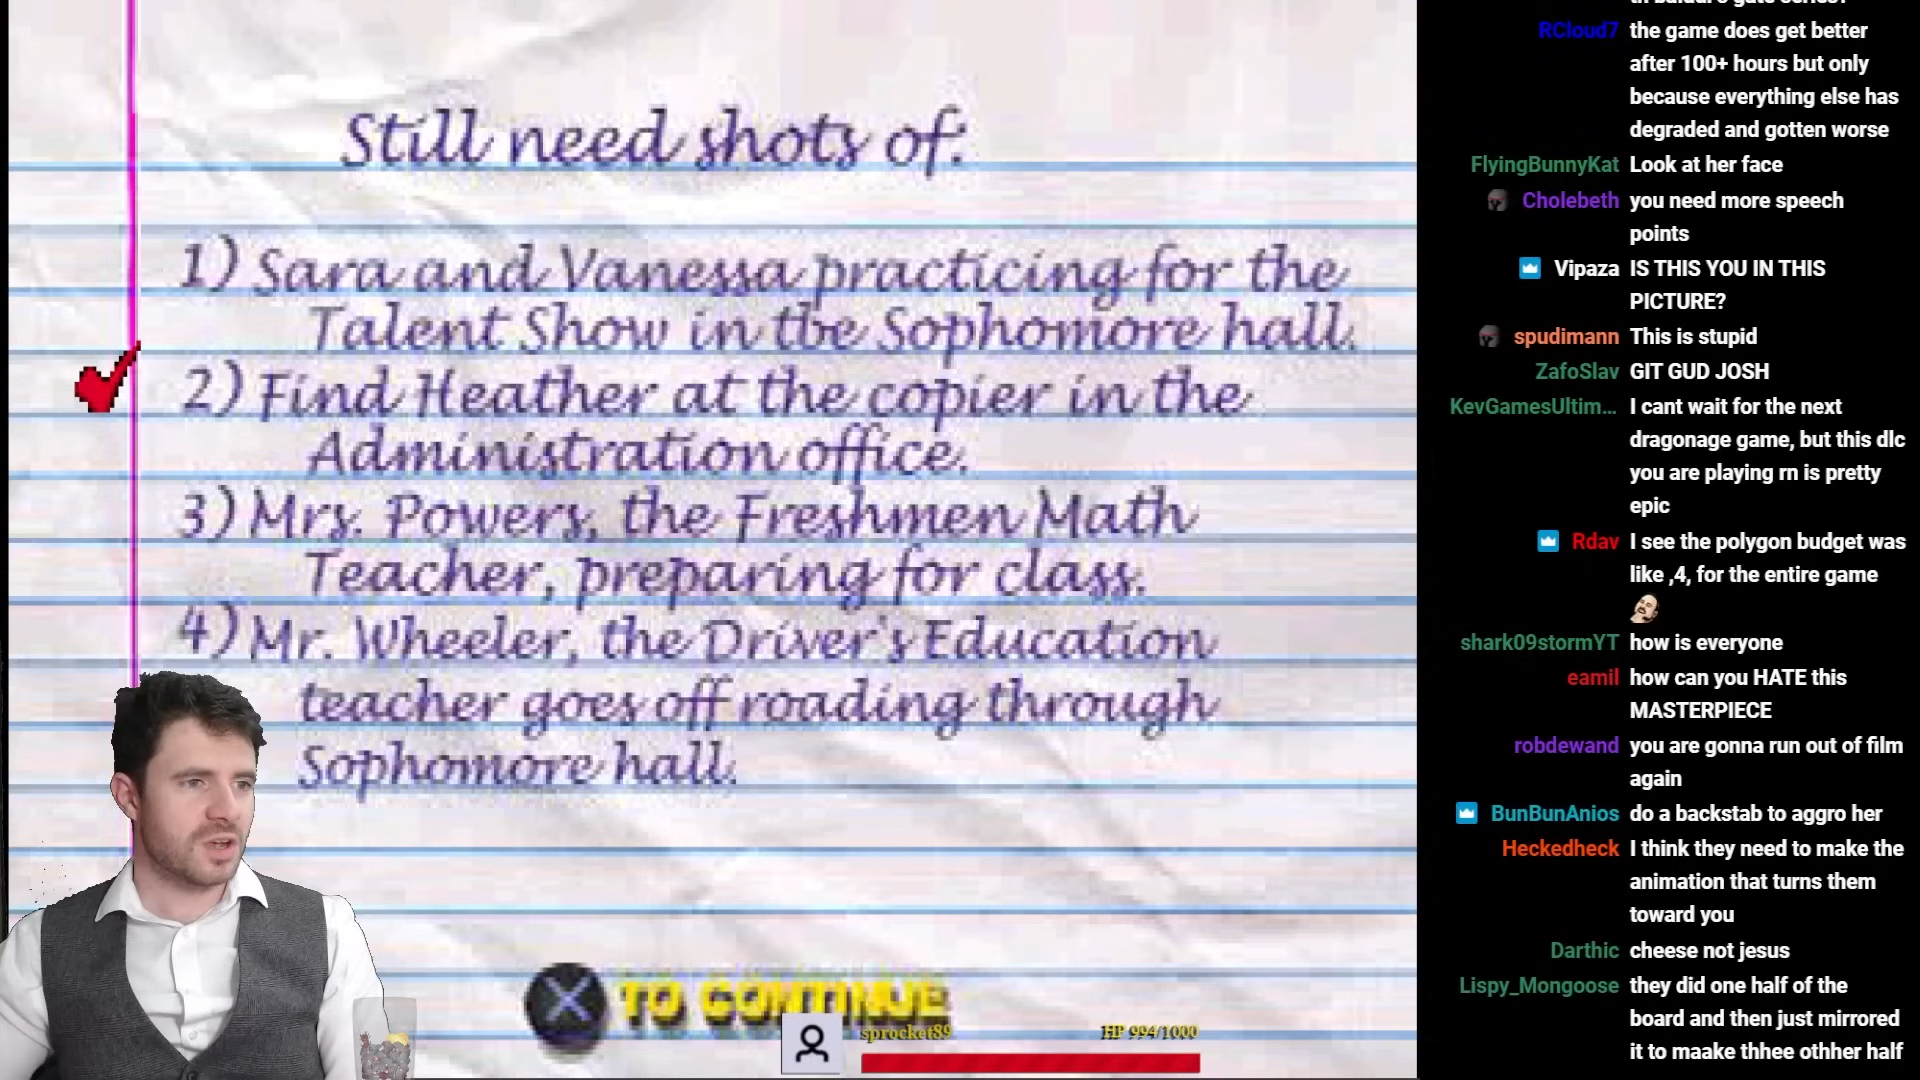 Still need shots of:
1) Sara and Vanessa practicing for the
Talent Show in the Sophomore hall.
2) Find Heather at the copier in the
Administration office.
3) Mrs. Powers, the Freshmen Math
Teacher, preparing for class.
4) Mr. Wheeler, the Driver's Education
teacher goes off roading through
Sophomore hall.
X TO CONTINUE
sprocket89 HP 994/1000
RCloud7 the game does get better
after 100+ hours but only
because everything else has
degraded and gotten worse
FlyingBunnyKat Look at her face
Cholebeth you need more speech
points
Vipaza IS THIS YOU IN THIS
PICTURE?
spudimann This is stupid
ZafoSlav GIT GUD JOSH
KevGamesUltim... I cant wait for the next
dragonage game, but this dlc
you are playing rn is pretty
epic
Rdav I see the polygon budget was
like ,4, for the entire game
shark09stormYT how is everyone
eamil how can you HATE this
MASTERPIECE
robdewand you are gonna run out of film
again
BunBunAnios do a backstab to aggro her
Heckedheck I think they need to make the
animation that turns them
toward you
Darthic cheese not jesus
Lispy_Mongoose they did one half of the
board and then just mirrored
it to maake thhee othher half